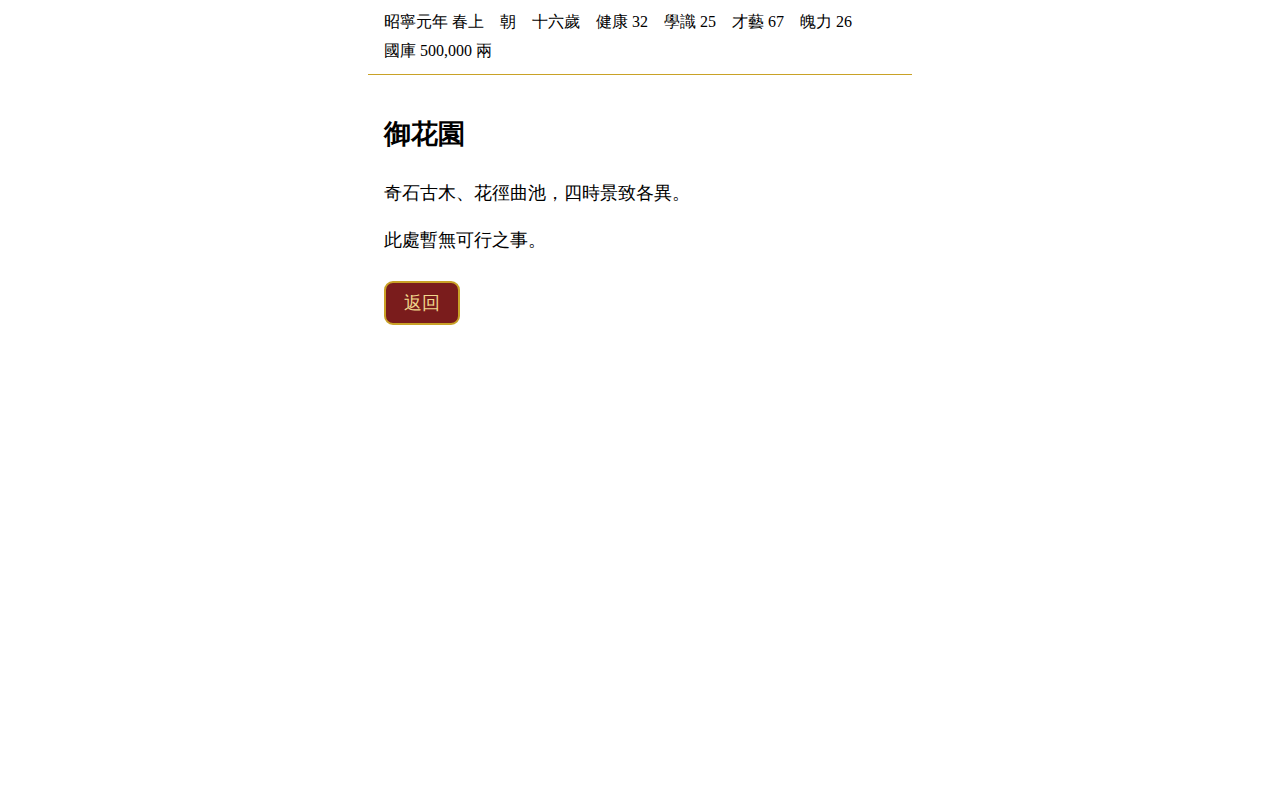 昭寧元年 春上　朝　十六歲　健康 32　學識 25　才藝 67　魄力 26
國庫 500,000 兩
御花園
奇石古木、花徑曲池，四時景致各異。
此處暫無可行之事。
返回